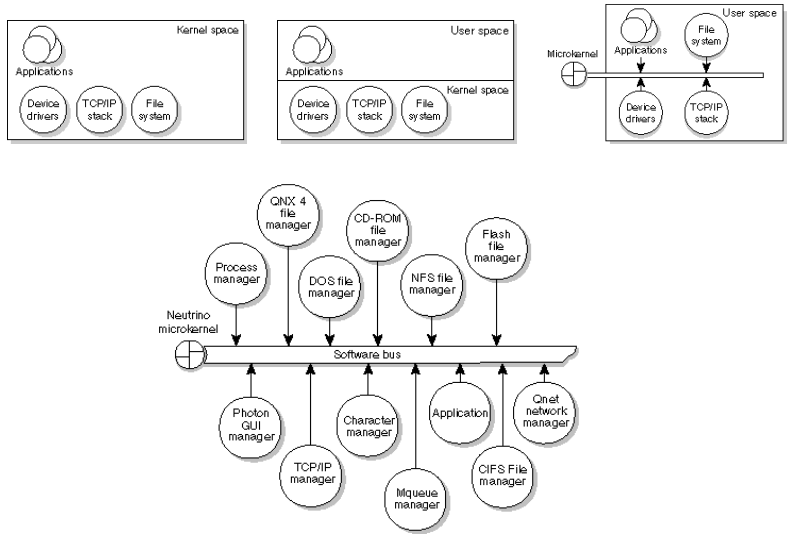 Kernel space
Applications
Device
drivers
TCP/IP
stack
File
system
User space
Applications
Kernel space
Device
drivers
TCP/IP
stack
File
system
User space
File
system
Applications
Microkernel
Device
drivers
TCP/IP
stack
QNX 4
file
manager
CD-ROM
file
manager
Flash
file
manager
Process
manager
DOS file
manager
NFS file
manager
Neutrino
microkernel
Software bus
Photon
GUI
manager
Character
manager
Application
Qnet
network
manager
TCP/IP
manager
Mqueue
manager
CIFS File
manager